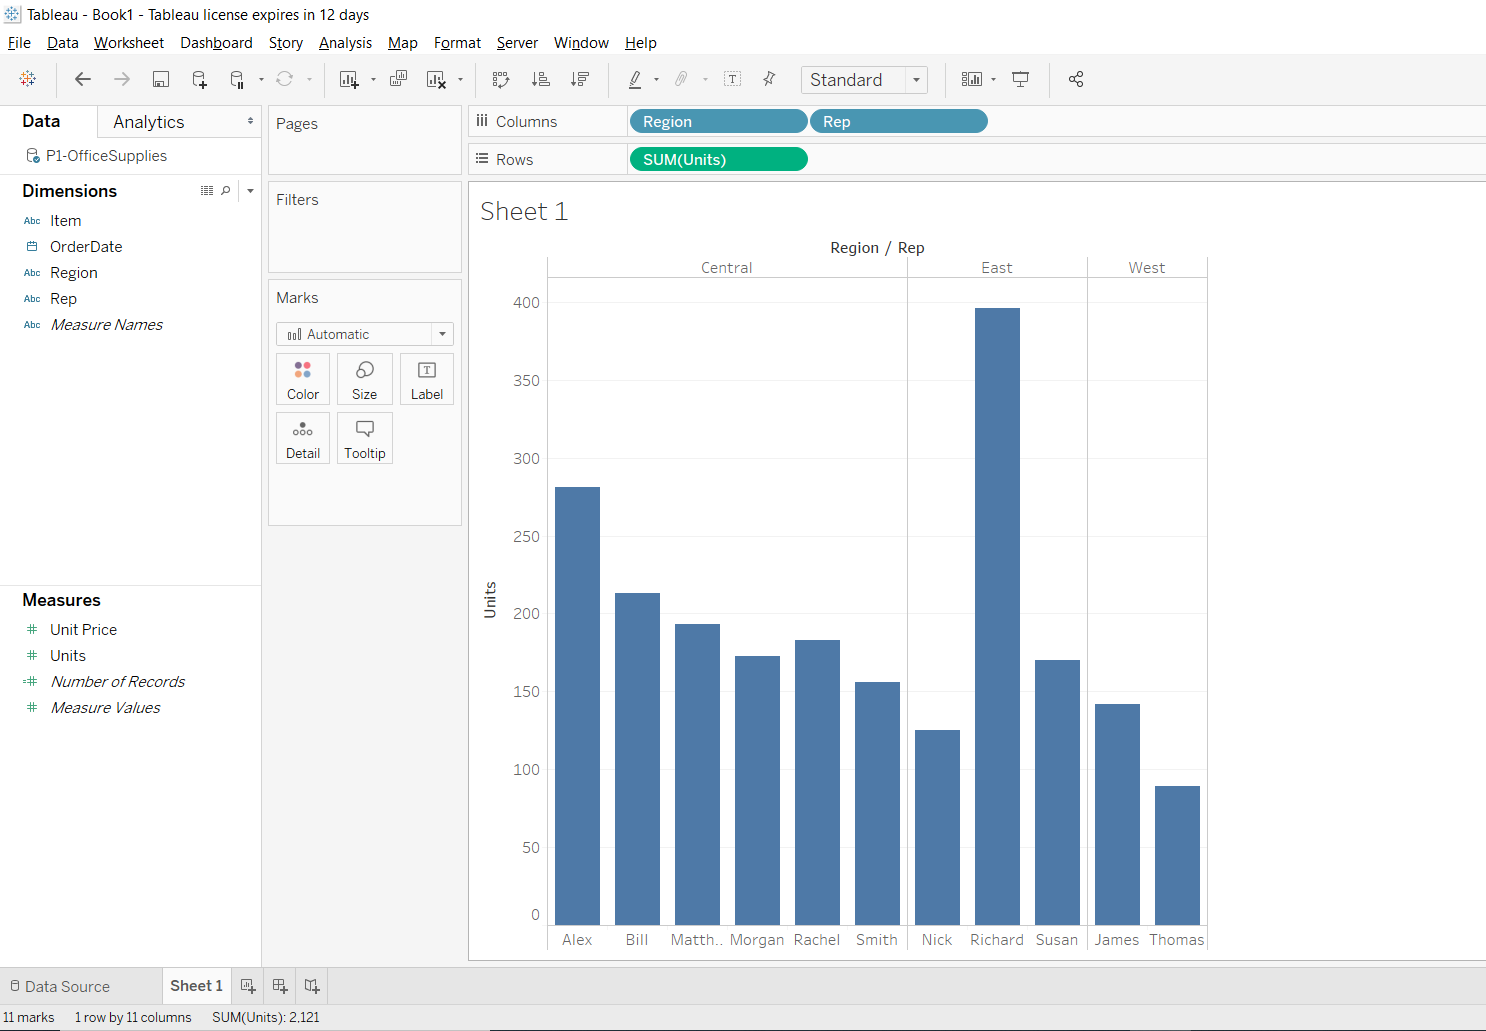 Tableau - Book1 - Tableau license expires in 12 days
File Data Worksheet Dashboard Story Analysis Map Format Server Window Help
Standard
Data Analytics
P1-OfficeSupplies
Dimensions
Abc Item
OrderDate
Abc Region
Abc Rep
Abc Measure Names
Measures
Unit Price
Units
Number of Records
Measure Values
Pages
Filters
Marks
Automatic
Color Size Label
Detail Tooltip
Columns Region Rep
Rows SUM(Units)
Sheet 1
Region / Rep
Central East West
400
350
300
250
200
150
100
50
0
Units
Alex Bill Matth.. Morgan Rachel Smith Nick Richard Susan James Thomas
Data Source Sheet 1
11 marks 1 row by 11 columns SUM(Units): 2,121